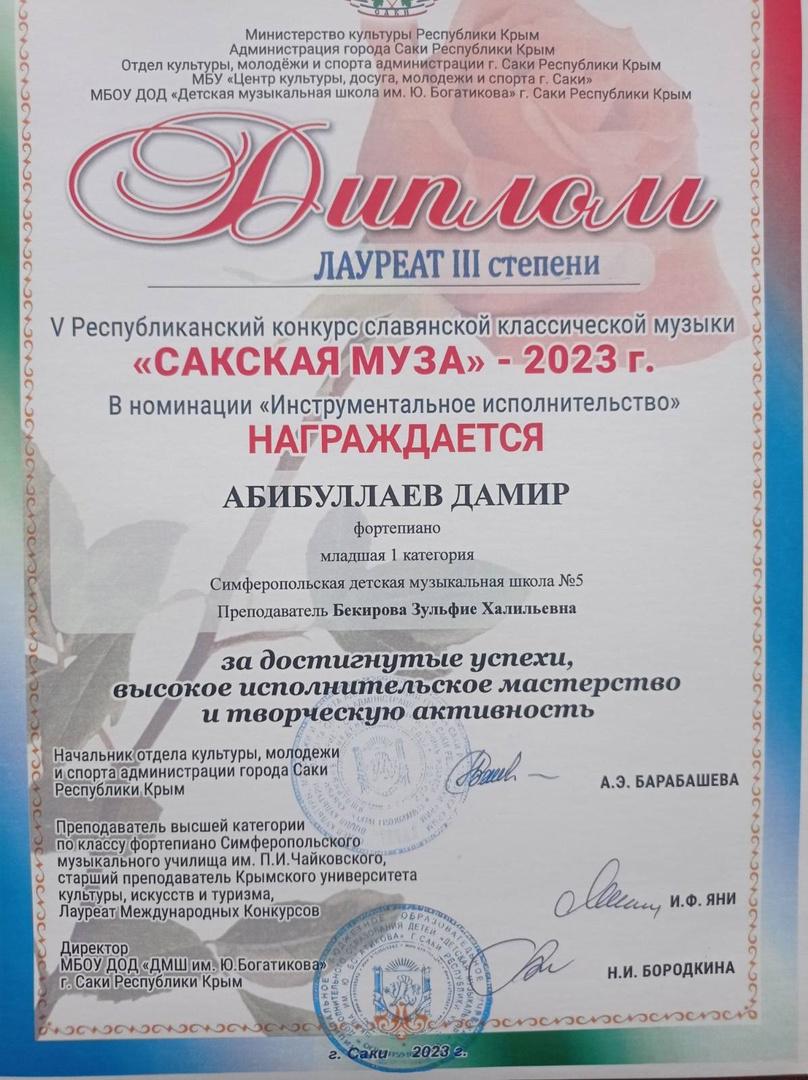 САКИ
Министерство культуры Республики Крым
Администрация города Саки Республики Крым
Отдел культуры, молодёжи и спорта администрации г. Саки Республики Крым
МБУ «Центр культуры, досуга, молодежи и спорта г. Саки»
МБОУ ДОД «Детская музыкальная школа им. Ю. Богатикова» г. Саки Республики Крым
Диплом
ЛАУРЕАТ III степени
V Республиканский конкурс славянской классической музыки
«САКСКАЯ МУЗА» - 2023 г.
В номинации «Инструментальное исполнительство»
НАГРАЖДАЕТСЯ
АБИБУЛЛАЕВ ДАМИР
фортепиано
младшая 1 категория
Симферопольская детская музыкальная школа №5
Преподаватель Бекирова Зульфие Халильевна
за достигнутые успехи,
высокое исполнительское мастерство
и творческую активность
Начальник отдела культуры, молодежи
и спорта администрации города Саки
Республики Крым
А.Э. БАРАБАШЕВА
Преподаватель высшей категории
по классу фортепиано Симферопольского
музыкального училища им. П.И.Чайковского,
старший преподаватель Крымского университета
культуры, искусств и туризма,
Лауреат Международных Конкурсов
И.Ф. ЯНИ
Директор
МБОУ ДОД «ДМШ им. Ю.Богатикова»
г. Саки Республики Крым
Н.И. БОРОДКИНА
г. Саки 2023 г.